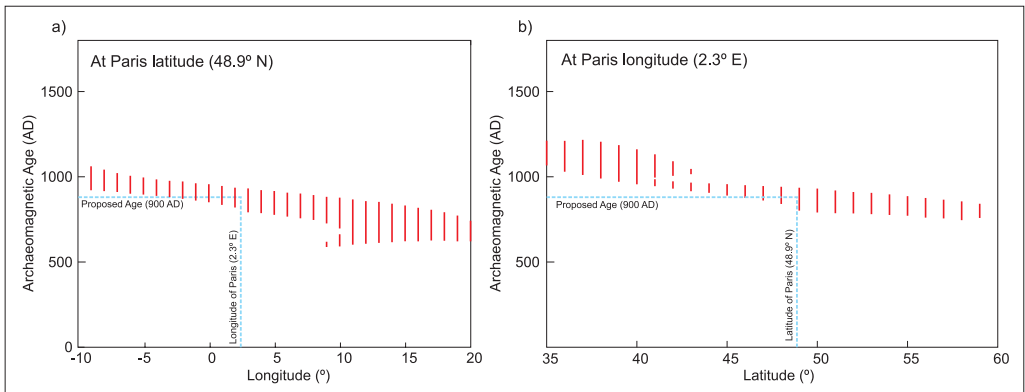 a)
At Paris latitude (48.9º N)
Archaeomagnetic Age (AD)
1500
1000
500
0
Proposed Age (900 AD)
Longitude of Paris (2.3º E)
-10
-5
0
5
10
15
20
Longitude (º)
b)
At Paris longitude (2.3º E)
Archaeomagnetic Age (AD)
1500
1000
500
Proposed Age (900 AD)
Latitude of Paris (48.9º N)
35
40
45
50
55
60
Latitude (º)